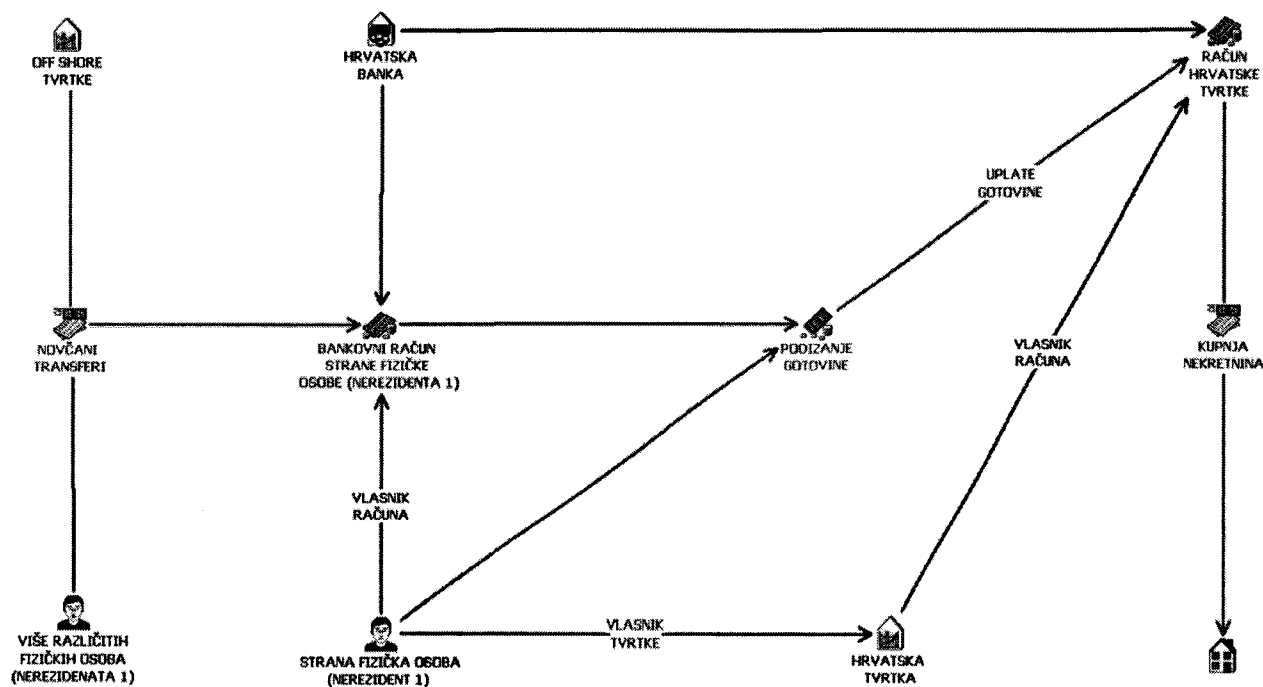 OFF SHORE
TVRTKE
HRVATSKA
BANKA
RAČUN
HRVATSKE
TVRTKE
UPLATE
GOTOVINE
NOVČANI
TRANSFERI
BANKOVNI RAČUN
STRANE FIZIČKE
OSOBE (NEREZIDENTA 1)
PODIZANJE
GOTOVINE
VLASNIK
RAČUNA
KUPNJA
NEKRETNINA
VLASNIK
RAČUNA
VIŠE RAZLIČITIH
FIZIČKIH OSOBA
(NEREZIDENATA 1)
STRANA FIZIČKA OSOBA
(NEREZIDENT 1)
VLASNIK
TVRTKE
HRVATSKA
TVRTKA